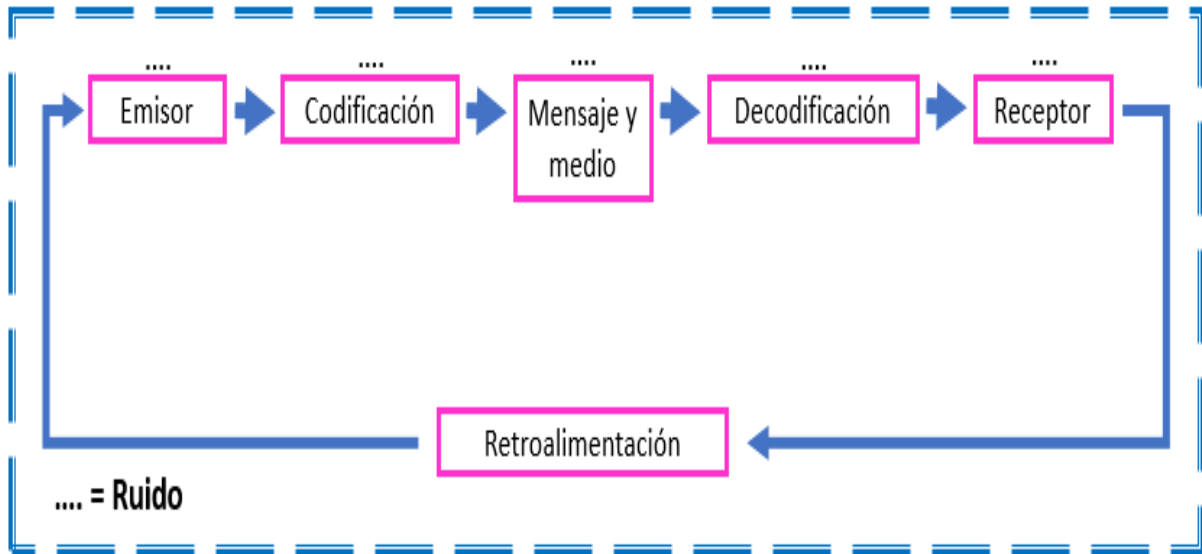 .... .... .... .... ....
Emisor Codificación Mensaje y medio Decodificación Receptor
Retroalimentación
.... = Ruido